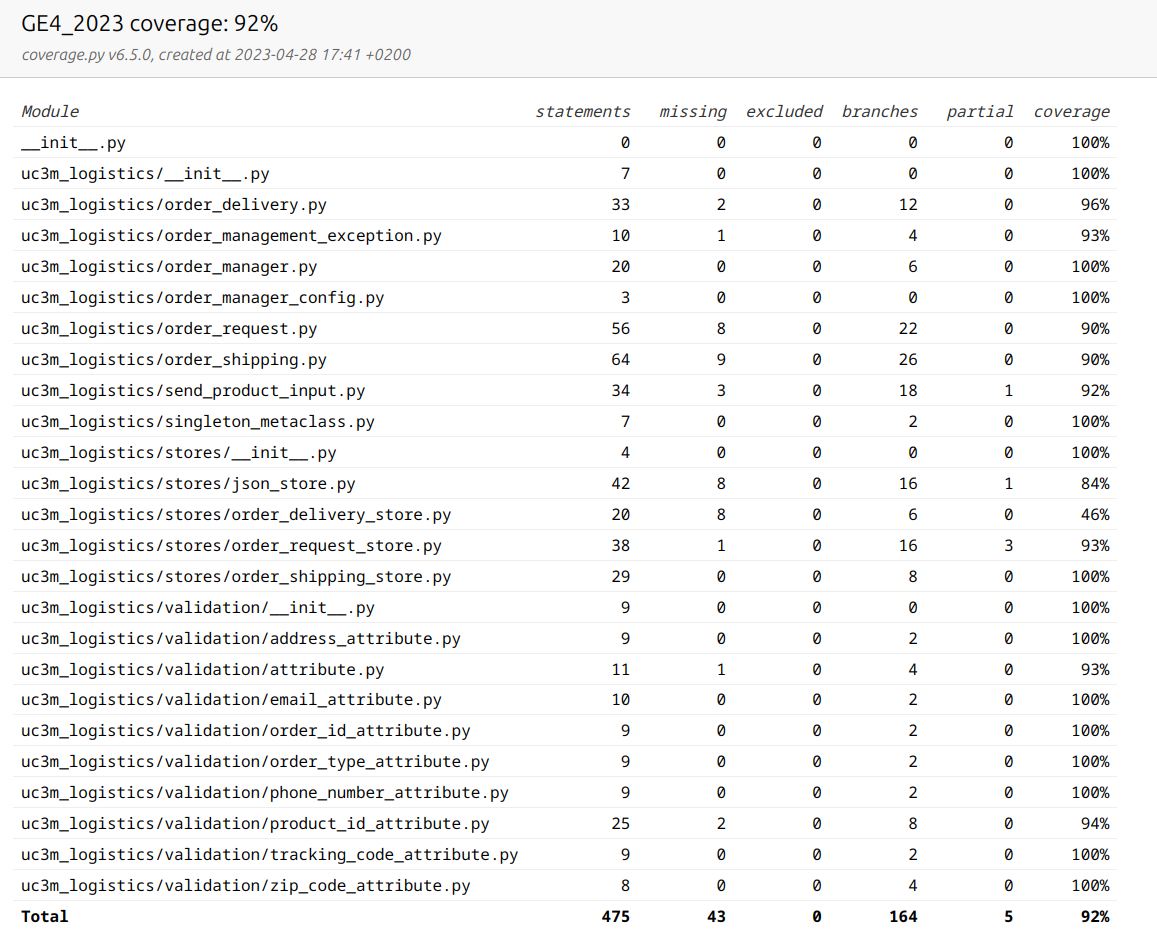 GE4_2023 coverage: 92%
coverage.py v6.5.0, created at 2023-04-28 17:41 +0200
Module statements missing excluded branches partial coverage
__init__.py 0 0 0 0 0 100%
uc3m_logistics/__init__.py 7 0 0 0 0 100%
uc3m_logistics/order_delivery.py 33 2 0 12 0 96%
uc3m_logistics/order_management_exception.py 10 1 0 4 0 93%
uc3m_logistics/order_manager.py 20 0 0 6 0 100%
uc3m_logistics/order_manager_config.py 3 0 0 0 0 100%
uc3m_logistics/order_request.py 56 8 0 22 0 90%
uc3m_logistics/order_shipping.py 64 9 0 26 0 90%
uc3m_logistics/send_product_input.py 34 3 0 18 1 92%
uc3m_logistics/singleton_metaclass.py 7 0 0 2 0 100%
uc3m_logistics/stores/__init__.py 4 0 0 0 0 100%
uc3m_logistics/stores/json_store.py 42 8 0 16 1 84%
uc3m_logistics/stores/order_delivery_store.py 20 8 0 6 0 46%
uc3m_logistics/stores/order_request_store.py 38 1 0 16 3 93%
uc3m_logistics/stores/order_shipping_store.py 29 0 0 8 0 100%
uc3m_logistics/validation/__init__.py 9 0 0 0 0 100%
uc3m_logistics/validation/address_attribute.py 9 0 0 2 0 100%
uc3m_logistics/validation/attribute.py 11 1 0 4 0 93%
uc3m_logistics/validation/email_attribute.py 10 0 0 2 0 100%
uc3m_logistics/validation/order_id_attribute.py 9 0 0 2 0 100%
uc3m_logistics/validation/order_type_attribute.py 9 0 0 2 0 100%
uc3m_logistics/validation/phone_number_attribute.py 9 0 0 2 0 100%
uc3m_logistics/validation/product_id_attribute.py 25 2 0 8 0 94%
uc3m_logistics/validation/tracking_code_attribute.py 9 0 0 2 0 100%
uc3m_logistics/validation/zip_code_attribute.py 8 0 0 4 0 100%
Total 475 43 0 164 5 92%